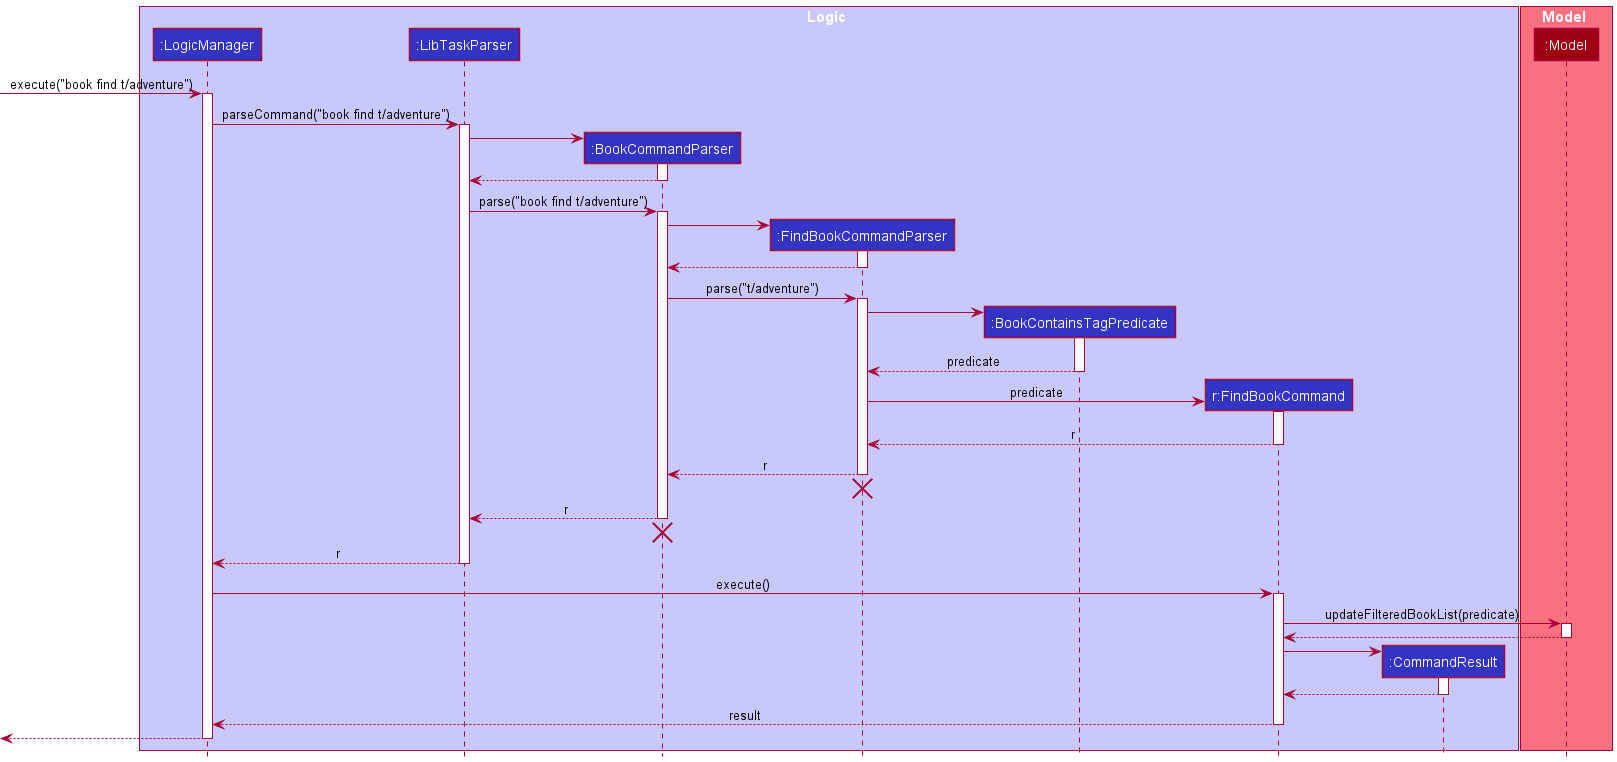 Logic
Model
:LogicManager
:LibTaskParser
:Model
execute("book find t/adventure")
parseCommand("book find t/adventure")
:BookCommandParser
parse("book find t/adventure")
:FindBookCommandParser
parse("t/adventure")
:BookContainsTagPredicate
predicate
predicate
r:FindBookCommand
r
r
r
r
execute()
updateFilteredBookList(predicate)
:CommandResult
result